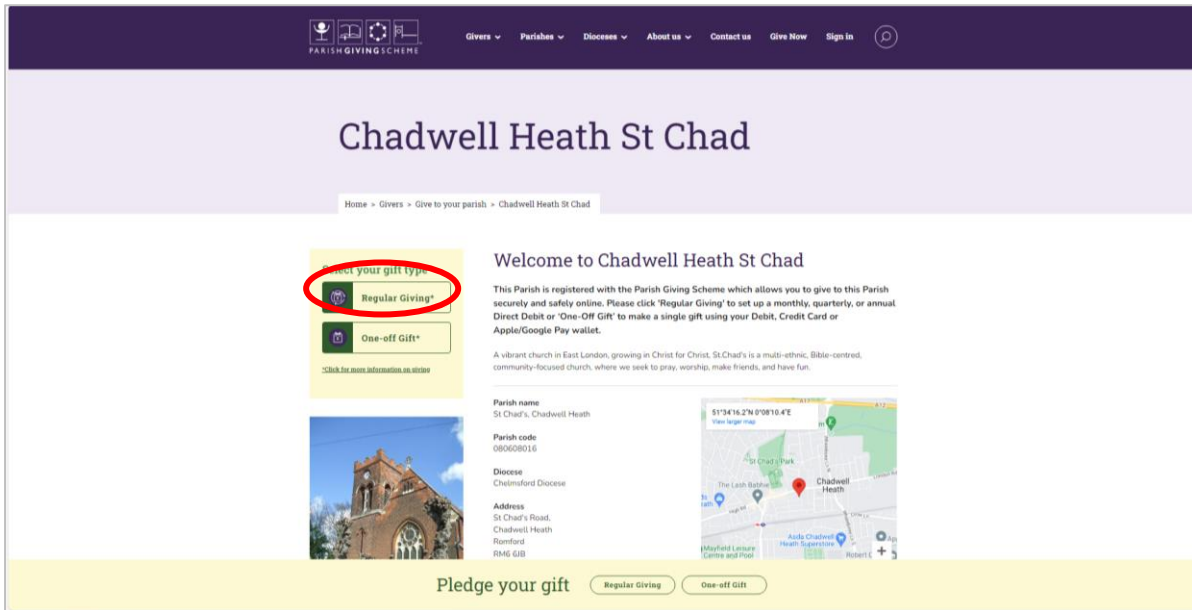 PARISH GIVING SCHEME
Givers Parishes Dioceses About us Contact us Give Now Sign in
Chadwell Heath St Chad
Home > Givers > Give to your parish > Chadwell Heath St Chad
Select your gift type
Regular Giving*
One-off Gift*
*Click for more information on giving
Welcome to Chadwell Heath St Chad
This Parish is registered with the Parish Giving Scheme which allows you to give to this Parish
securely and safely online. Please click 'Regular Giving' to set up a monthly, quarterly, or annual
Direct Debit or 'One-Off Gift' to make a single gift using your Debit, Credit Card or
Apple/Google Pay wallet.
A vibrant church in East London, growing in Christ for Christ, St.Chad's is a multi-ethnic, Bible-centred,
community-focused church, where we seek to pray, worship, make friends, and have fun.
Parish name
St Chad's, Chadwell Heath
Parish code
080608016
Diocese
Chelmsford Diocese
Address
St Chad's Road,
Chadwell Heath
Romford
RM6 6JB
51°34'16.2"N 0°08'10.4"E
View larger map
A12
St Chad's Park
Chadwell
Heath
High Rd
Asda Chadwell
Heath Superstore
Mayfield Leisure
Centre and Pool
Robert
+
Pledge your gift Regular Giving One-off Gift